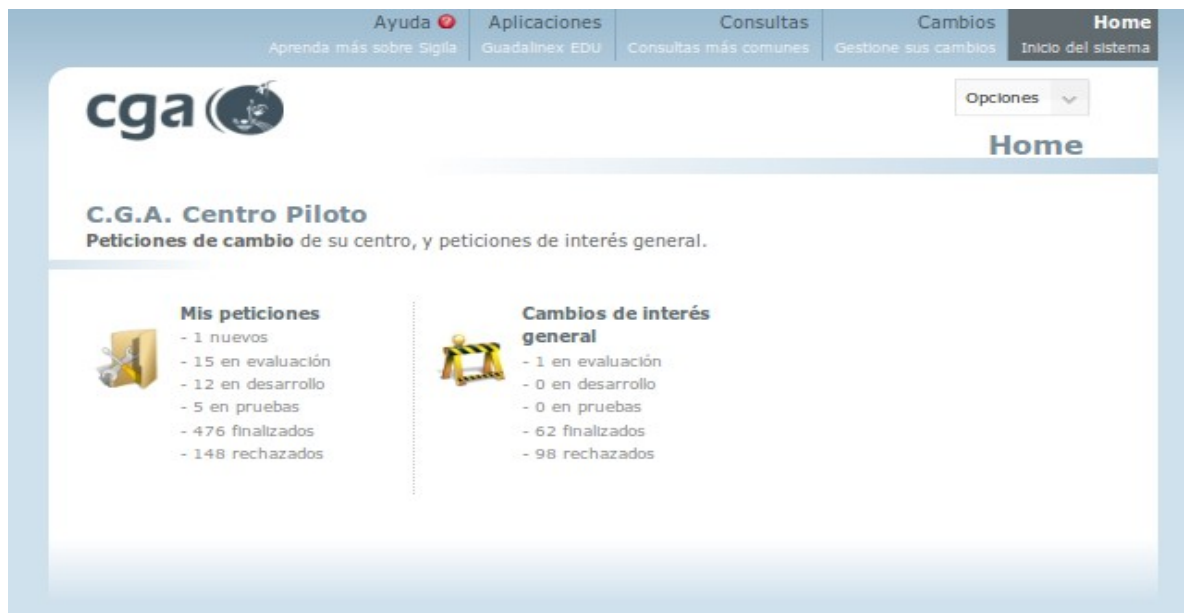 Ayuda Aplicaciones Consultas Cambios Home
Aprenda más sobre Sigila Guadalinex EDU Consultas más comunes Gestione sus cambios Inicio del sistema
cga
Opciones
Home
C.G.A. Centro Piloto
Peticiones de cambio de su centro, y peticiones de interés general.
Mis peticiones
- 1 nuevos
- 15 en evaluación
- 12 en desarrollo
- 5 en pruebas
- 476 finalizados
- 148 rechazados
Cambios de interés
general
- 1 en evaluación
- 0 en desarrollo
- 0 en pruebas
- 62 finalizados
- 98 rechazados